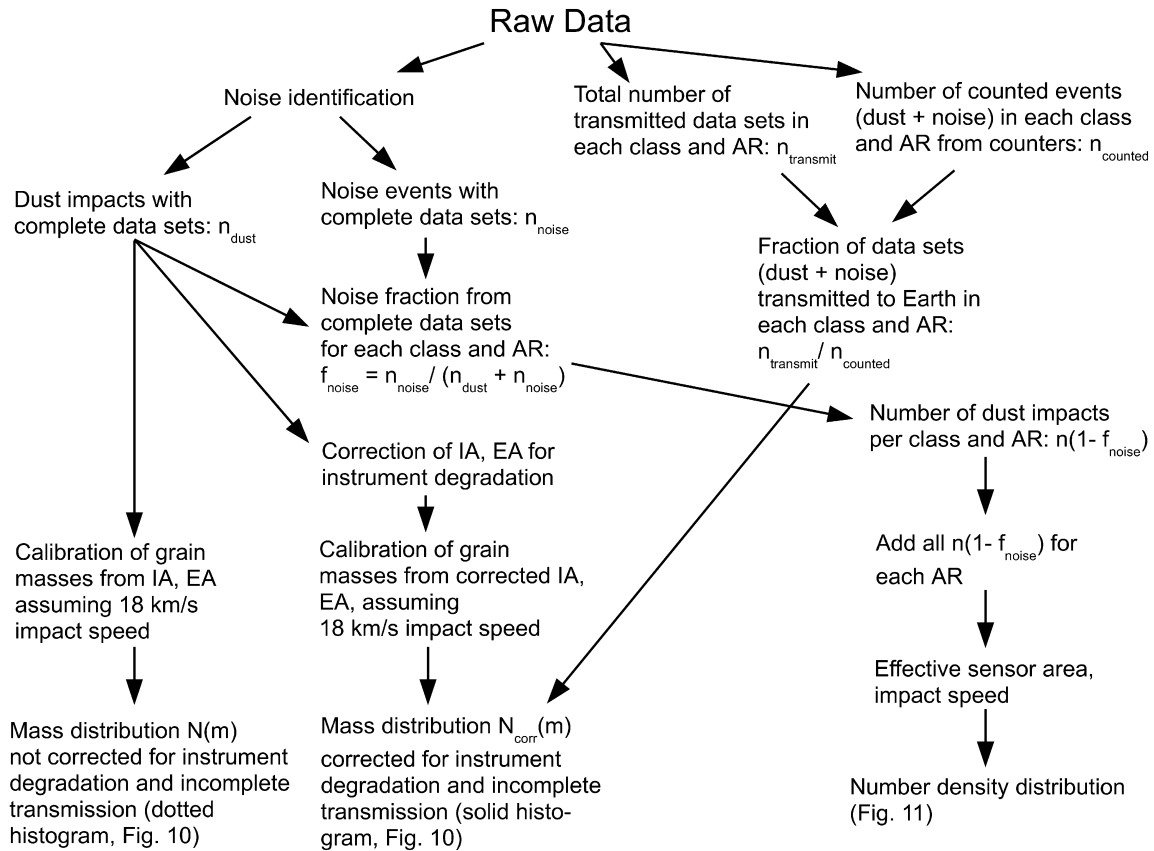 Raw Data
Noise identification
Total number of
transmitted data sets in
each class and AR: n_transmit
Number of counted events
(dust + noise) in each class
and AR from counters: n_counted
Dust impacts with
complete data sets: n_dust
Noise events with
complete data sets: n_noise
Fraction of data sets
(dust + noise)
transmitted to Earth in
each class and AR:
n_transmit / n_counted
Noise fraction from
complete data sets
for each class and AR:
f_noise = n_noise / (n_dust + n_noise)
Number of dust impacts
per class and AR: n(1- f_noise)
Correction of IA, EA for
instrument degradation
Add all n(1- f_noise) for
each AR
Calibration of grain
masses from IA, EA
assuming 18 km/s
impact speed
Calibration of grain
masses from corrected IA,
EA, assuming
18 km/s impact speed
Effective sensor area,
impact speed
Mass distribution N(m)
not corrected for instrument
degradation and incomplete
transmission (dotted
histogram, Fig. 10)
Mass distribution N_corr(m)
corrected for instrument
degradation and incomplete
transmission (solid histo-
gram, Fig. 10)
Number density distribution
(Fig. 11)